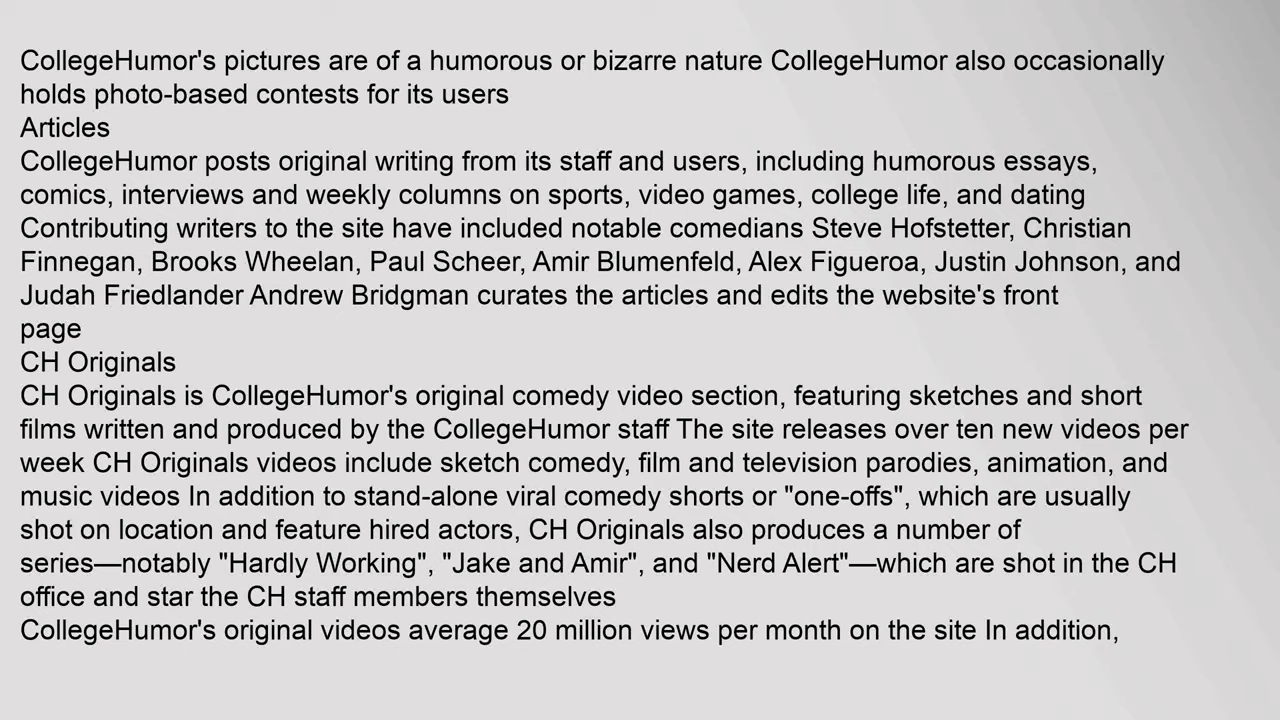 CollegeHumor's pictures are of a humorous or bizarre nature CollegeHumor also occasionally
holds photo-based contests for its users
Articles
CollegeHumor posts original writing from its staff and users, including humorous essays,
comics, interviews and weekly columns on sports, video games, college life, and dating
Contributing writers to the site have included notable comedians Steve Hofstetter, Christian
Finnegan, Brooks Wheelan, Paul Scheer, Amir Blumenfeld, Alex Figueroa, Justin Johnson, and
Judah Friedlander Andrew Bridgman curates the articles and edits the website's front
page
CH Originals
CH Originals is CollegeHumor's original comedy video section, featuring sketches and short
films written and produced by the CollegeHumor staff The site releases over ten new videos per
week CH Originals videos include sketch comedy, film and television parodies, animation, and
music videos In addition to stand-alone viral comedy shorts or "one-offs", which are usually
shot on location and feature hired actors, CH Originals also produces a number of
series—notably "Hardly Working", "Jake and Amir", and "Nerd Alert"—which are shot in the CH
office and star the CH staff members themselves
CollegeHumor's original videos average 20 million views per month on the site In addition,